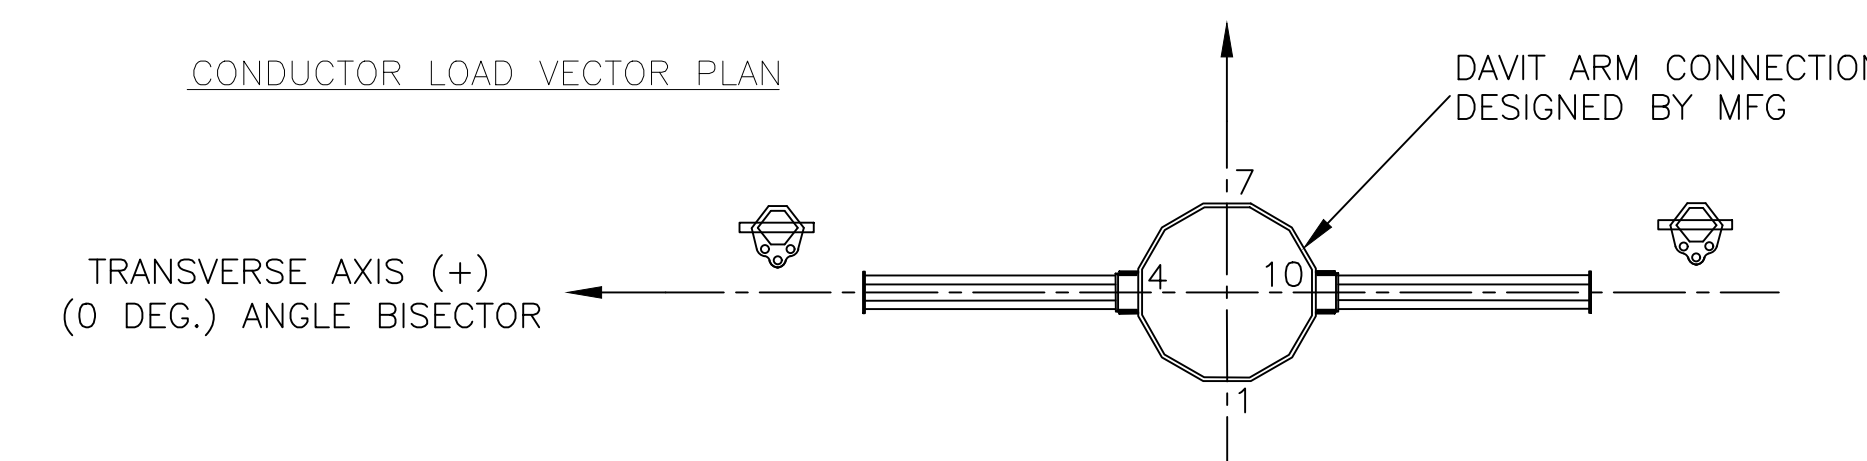 CONDUCTOR LOAD VECTOR PLAN
DAVIT ARM CONNECTION
DESIGNED BY MFG
7
TRANSVERSE AXIS (+)
(0 DEG.) ANGLE BISECTOR
4
10
1